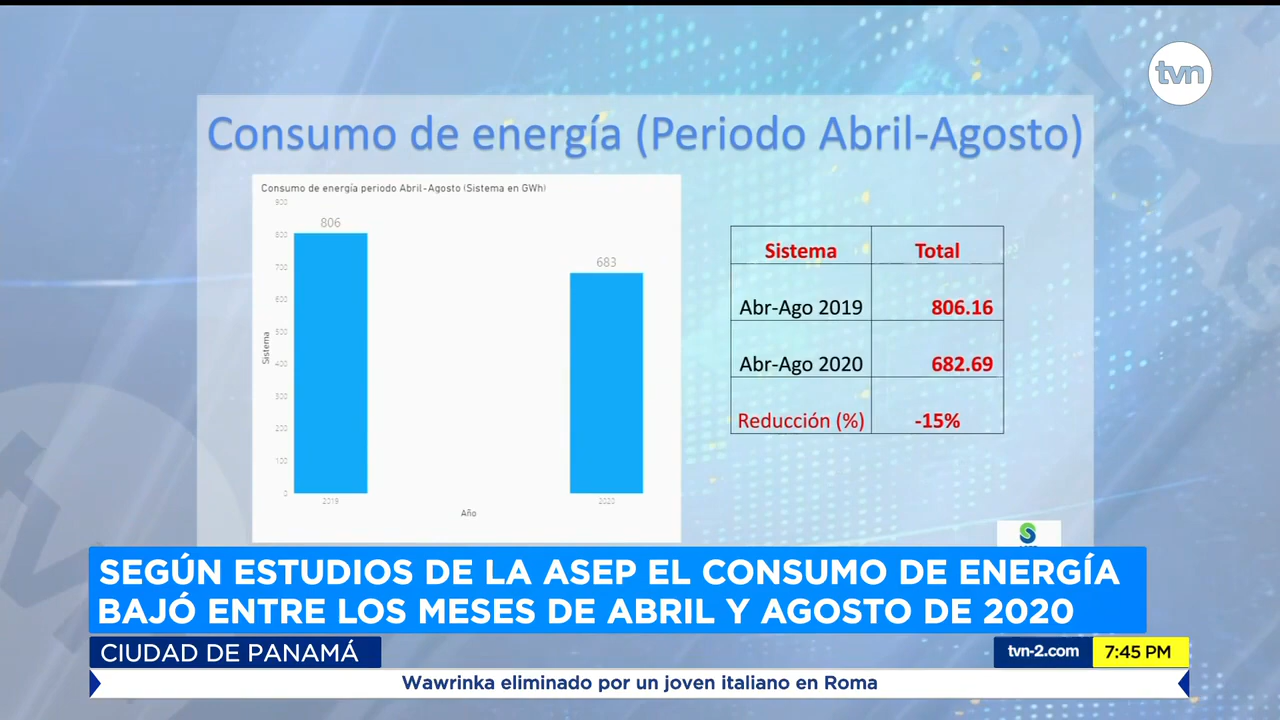 tvn
Consumo de energía (Periodo Abril-Agosto)
Consumo de energía periodo Abril-Agosto (Sistema en GWh)
900
806
800
700
600
500
400
300
200
100
0
Sistema
683
2019
2020
Año
Sistema Total
Abr-Ago 2019 806.16
Abr-Ago 2020 682.69
Reducción (%) -15%
SEGÚN ESTUDIOS DE LA ASEP EL CONSUMO DE ENERGÍA
BAJÓ ENTRE LOS MESES DE ABRIL Y AGOSTO DE 2020
CIUDAD DE PANAMÁ
tvn-2.com 7:45 PM
Wawrinka eliminado por un joven italiano en Roma